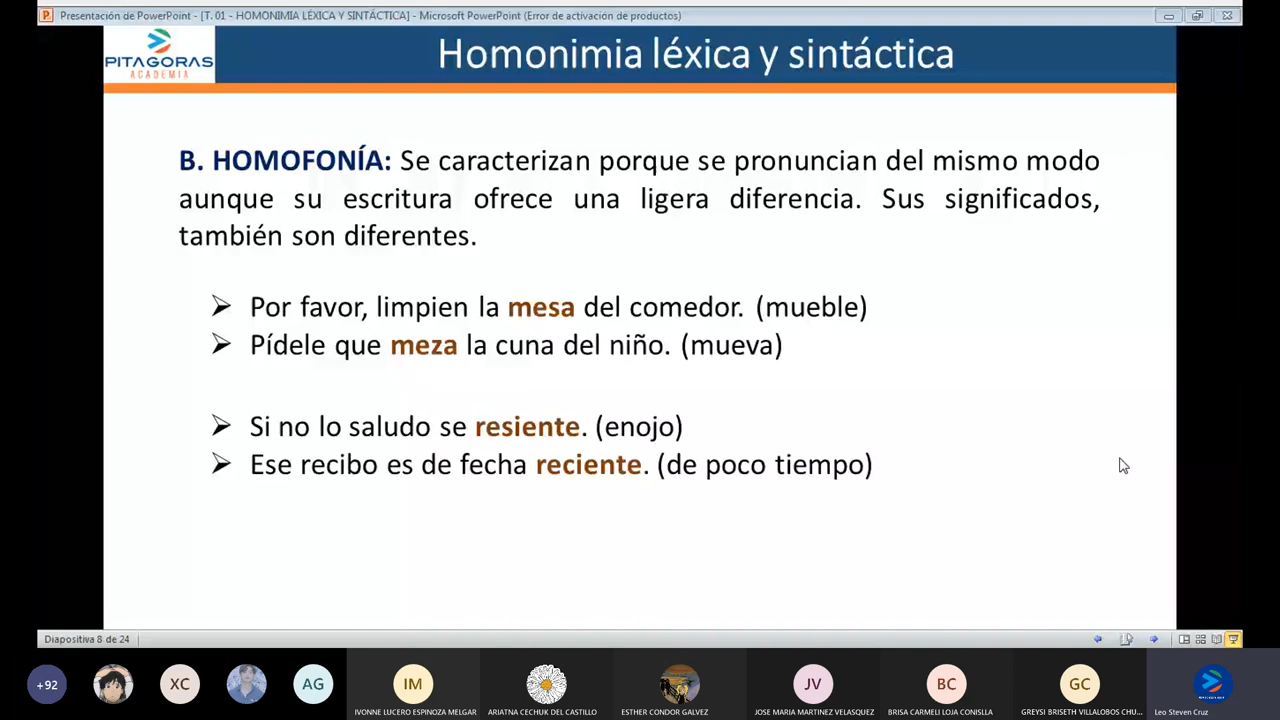 Presentación de PowerPoint - [T. 01 - HOMONIMIA LÉXICA Y SINTÁCTICA] - Microsoft PowerPoint (Error de activación de productos)
PITAGORAS
ACADEMIA
Homonimia léxica y sintáctica
B. HOMOFONÍA: Se caracterizan porque se pronuncian del mismo modo
aunque su escritura ofrece una ligera diferencia. Sus significados,
también son diferentes.
Por favor, limpien la mesa del comedor. (mueble)
Pídele que meza la cuna del niño. (mueva)
Si no lo saludo se resiente. (enojo)
Ese recibo es de fecha reciente. (de poco tiempo)
Diapositiva 8 de 24
+92
XC
AG
IM
JV
BC
GC
IVONNE LUCERO ESPINOZA MELGAR
ARIATNA CECHUK DEL CASTILLO
ESTHER CONDOR GALVEZ
JOSE MARIA MARTINEZ VELASQUEZ
BRISA CARMELI LOJA CONISLLA
GREYSI BRISETH VILLALOBOS CHU...
Leo Steven Cruz